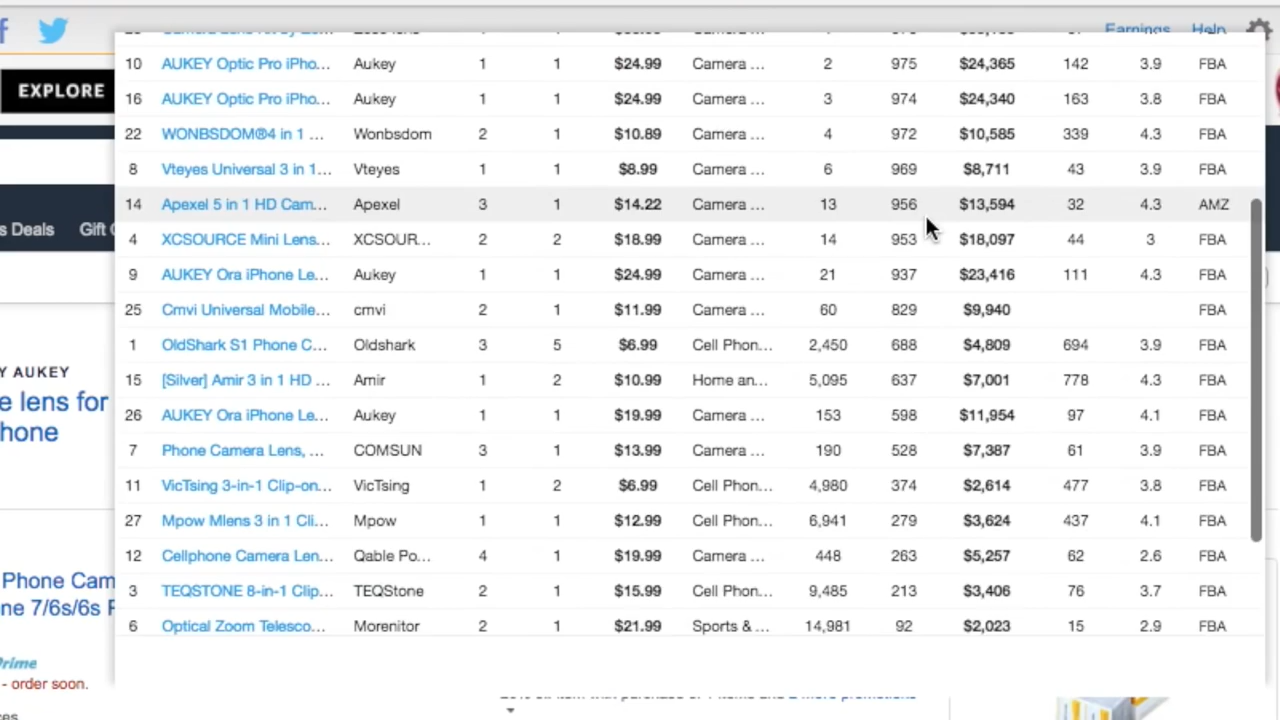 Earnings Help
EXPLORE
10 AUKEY Optic Pro iPho... Aukey 1 1 $24.99 Camera ... 2 975 $24,365 142 3.9 FBA
16 AUKEY Optic Pro iPho... Aukey 1 1 $24.99 Camera ... 3 974 $24,340 163 3.8 FBA
22 WONBSDOM®4 in 1 ... Wonbsdom 2 1 $10.89 Camera ... 4 972 $10,585 339 4.3 FBA
8 Vteyes Universal 3 in 1... Vteyes 1 1 $8.99 Camera ... 6 969 $8,711 43 3.9 FBA
14 Apexel 5 in 1 HD Cam... Apexel 3 1 $14.22 Camera ... 13 956 $13,594 32 4.3 AMZ
s Deals Gift
4 XCSOURCE Mini Lens... XCSOUR... 2 2 $18.99 Camera ... 14 953 $18,097 44 3 FBA
9 AUKEY Ora iPhone Le... Aukey 1 1 $24.99 Camera ... 21 937 $23,416 111 4.3 FBA
25 Cmvi Universal Mobile... cmvi 2 1 $11.99 Camera ... 60 829 $9,940 FBA
1 OldShark S1 Phone C... Oldshark 3 5 $6.99 Cell Phon... 2,450 688 $4,809 694 3.9 FBA
Y AUKEY
15 [Silver] Amir 3 in 1 HD ... Amir 1 2 $10.99 Home an... 5,095 637 $7,001 778 4.3 FBA
e lens for
26 AUKEY Ora iPhone Le... Aukey 1 1 $19.99 Camera ... 153 598 $11,954 97 4.1 FBA
hone
7 Phone Camera Lens, ... COMSUN 3 1 $13.99 Camera ... 190 528 $7,387 61 3.9 FBA
11 VicTsing 3-in-1 Clip-on... VicTsing 1 2 $6.99 Cell Phon... 4,980 374 $2,614 477 3.8 FBA
27 Mpow Mlens 3 in 1 Cli... Mpow 1 1 $12.99 Cell Phon... 6,941 279 $3,624 437 4.1 FBA
12 Cellphone Camera Len... Qable Po... 4 1 $19.99 Camera ... 448 263 $5,257 62 2.6 FBA
Phone Cam
3 TEQSTONE 8-in-1 Clip... TEQStone 2 1 $15.99 Cell Phon... 9,485 213 $3,406 76 3.7 FBA
ne 7/6s/6s
6 Optical Zoom Telesco... Morenitor 2 1 $21.99 Sports & ... 14,981 92 $2,023 15 2.9 FBA
Prime
- order soon.